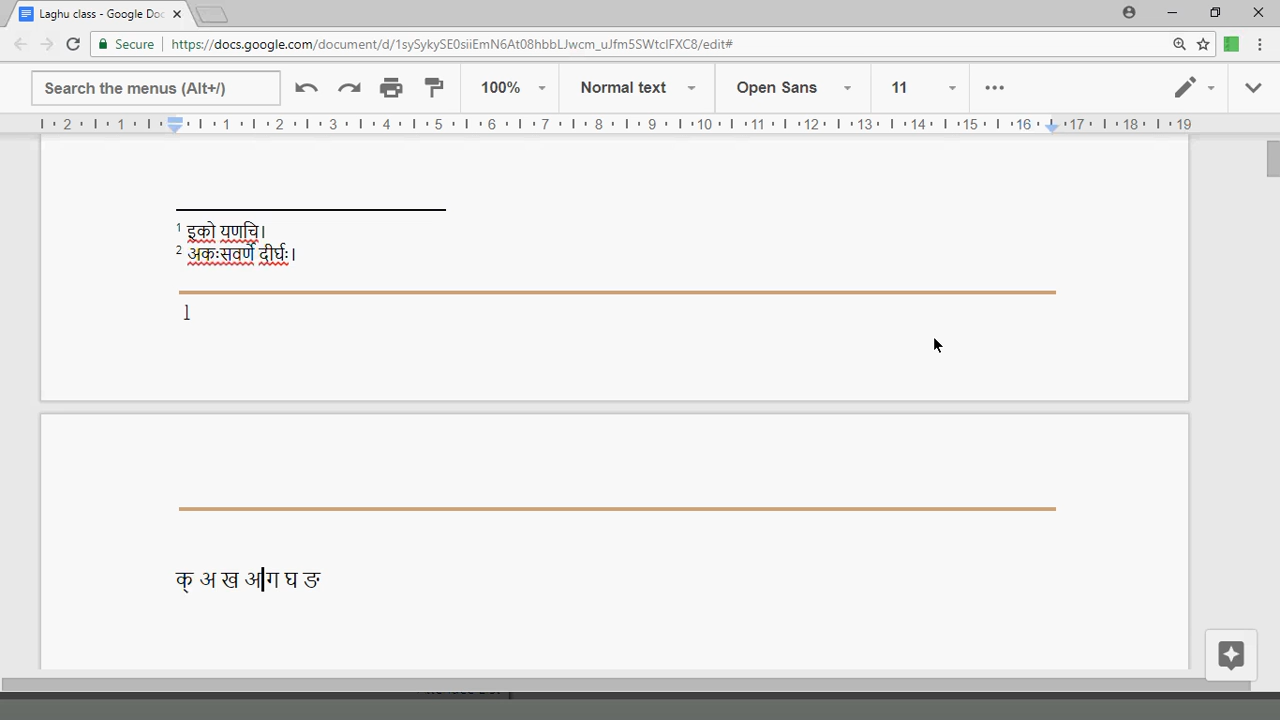 Laghu class - Google Doc
Secure
https://docs.google.com/document/d/1sySykySE0siiEmN6At08hbbLJwcm_uJfm5SWtclFXC8/edit#
Search the menus (Alt+/)
100%
Normal text
Open Sans
11
2 1 1 2 3 4 5 6 7 8 9 10 11 12 13 14 15 16 17 18 19
1 इको यणचि।
2 अकःसवर्णे दीर्घः।
1
क् अ ख अग घ ङ